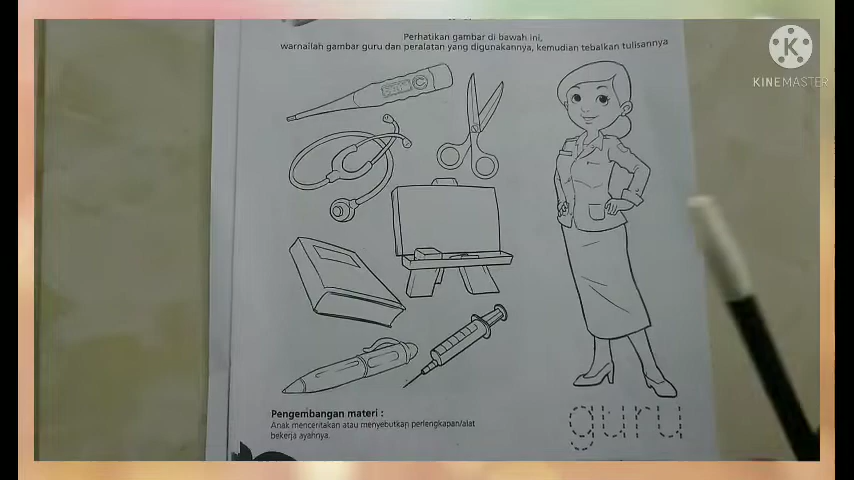 Perhatikan gambar di bawah ini,
warnailah gambar guru dan peralatan yang digunakannya, kemudian tebalkan tulisannya
KINEMASTER
Pengembangan materi :
Anak menceritakan atau menyebutkan perlengkapan/alat
bekerja ayahnya.
guru